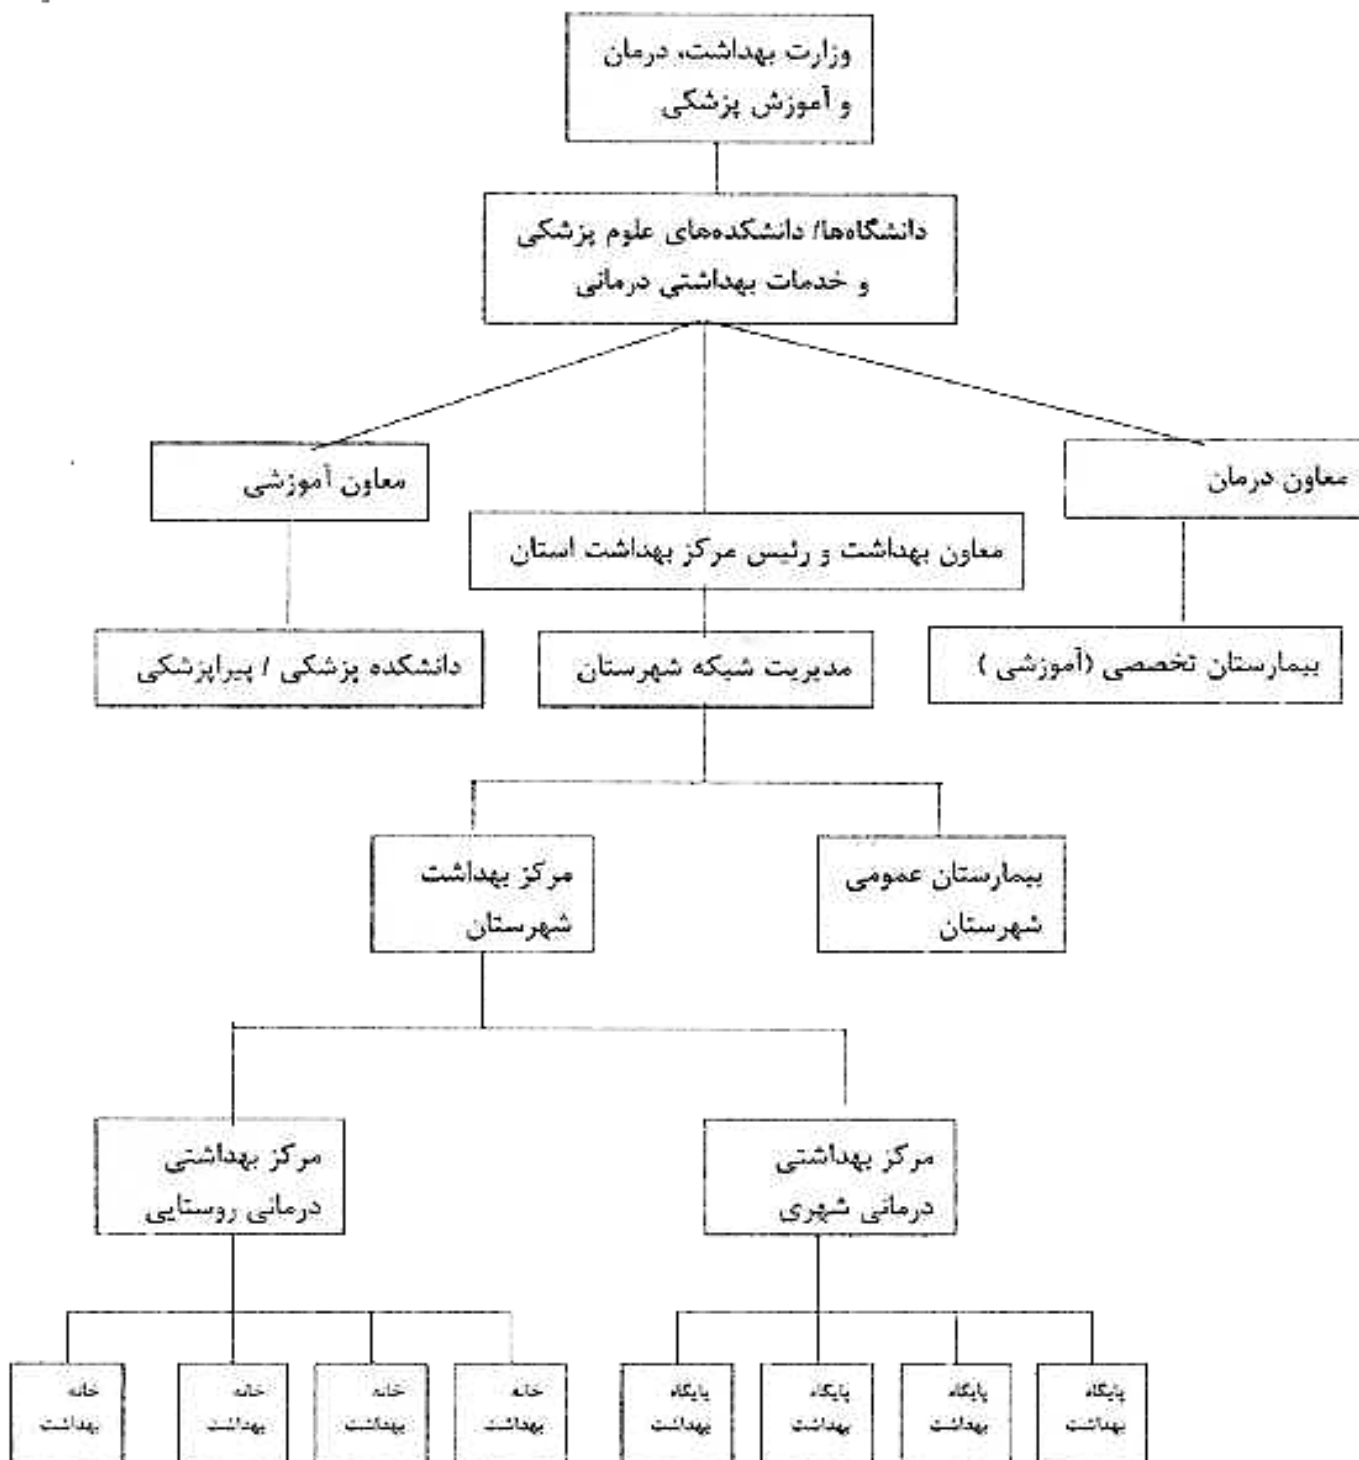 وزارت بهداشت، درمان
و آموزش پزشکی
دانشگاه‌ها/ دانشکده‌های علوم پزشکی
و خدمات بهداشتی درمانی
معاون درمان
معاون آموزشی
معاون بهداشت و رئیس مرکز بهداشت استان
بیمارستان تخصصی (آموزشی )
مدیریت شبکه شهرستان
دانشکده پزشکی / پیراپزشکی
بیمارستان عمومی
شهرستان
مرکز بهداشت
شهرستان
مرکز بهداشتی
درمانی شهری
مرکز بهداشتی
درمانی روستایی
پایگاه
بهداشت
پایگاه
بهداشت
پایگاه
بهداشت
پایگاه
بهداشت
خانه
بهداشت
خانه
بهداشت
خانه
بهداشت
خانه
بهداشت